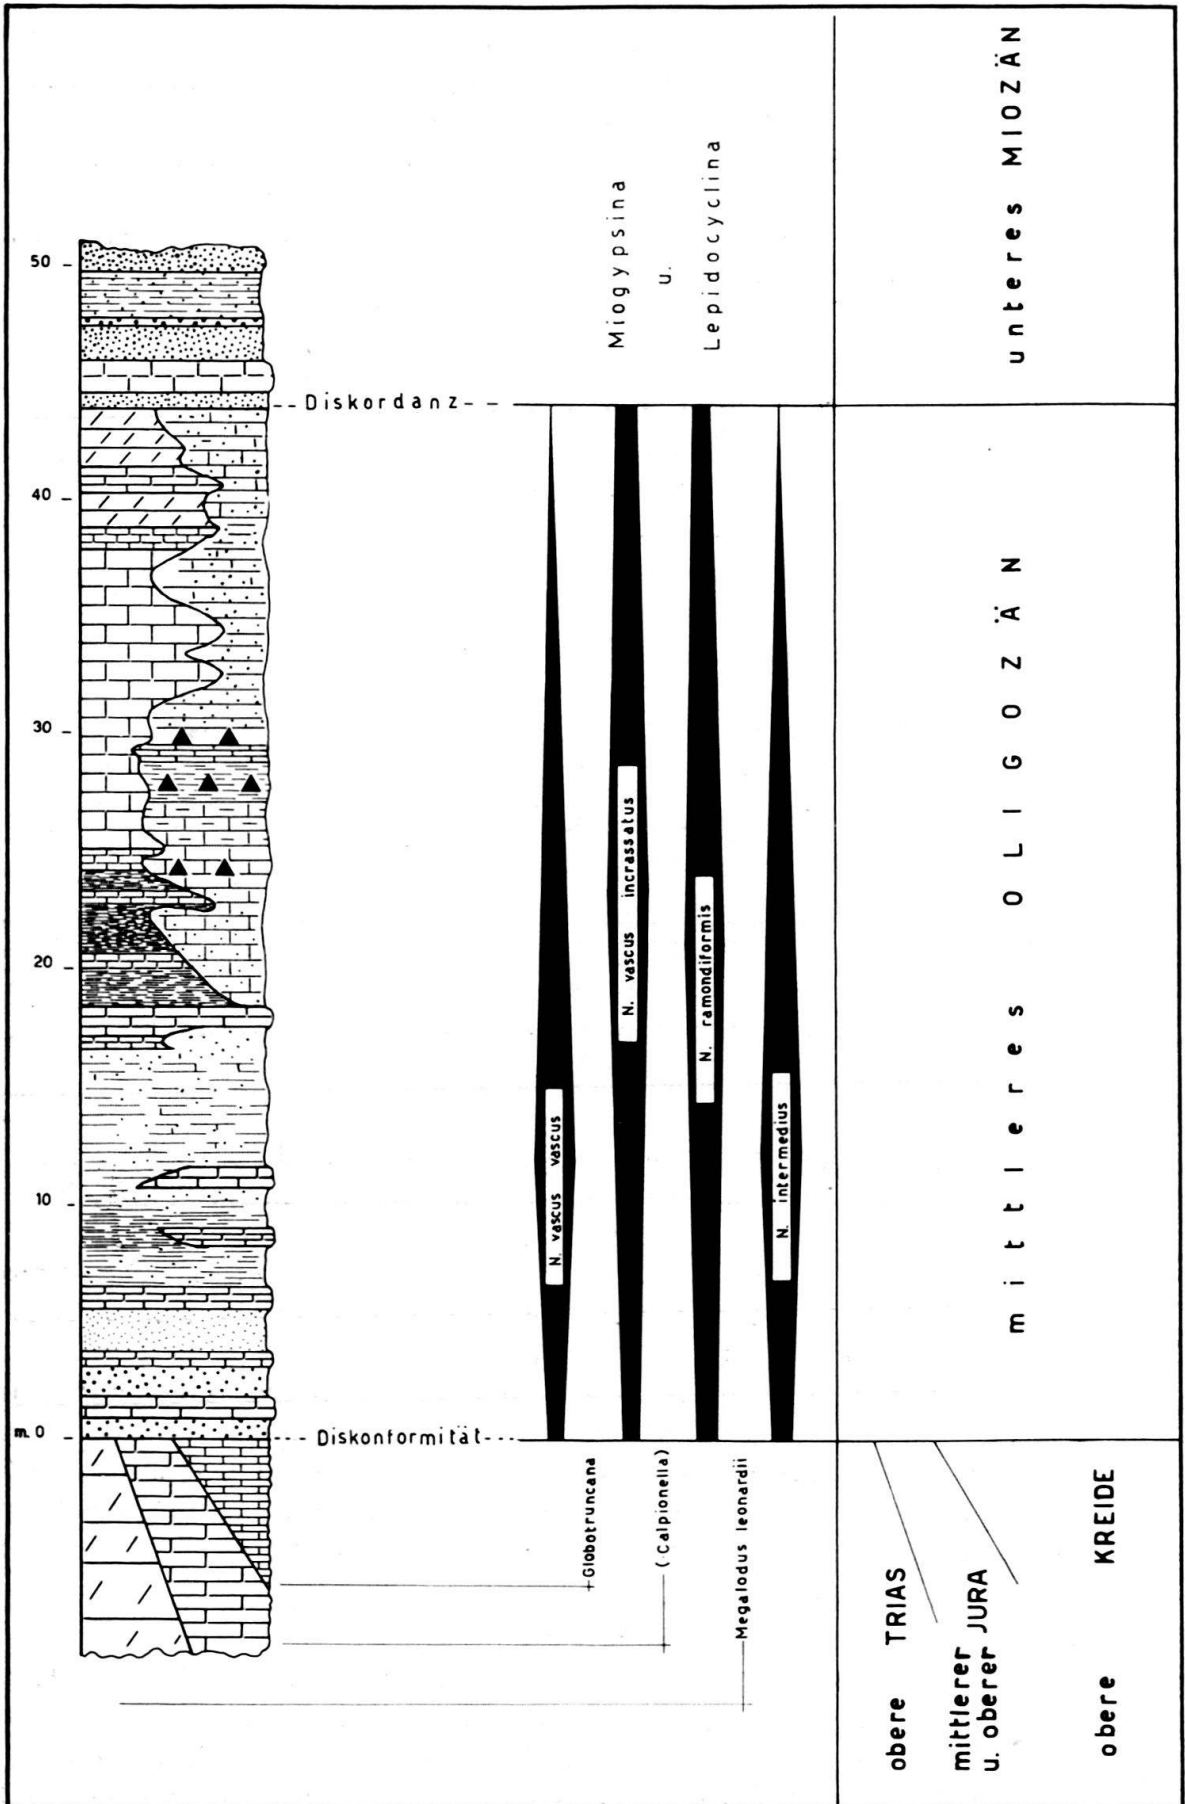 50
40
30
20
10
m. 0
--Diskordanz--
---Diskonformität---
Miogypsina
u.
Lepidocyclina
N. vascus vascus
N. vascus incrassatus
N. ramondiformis
N. intermedius
Globotruncana
(Calpionella)
Megalodus leonardii
unteres MIOZÄN
mittleres OLIGOZÄN
obere TRIAS
mittlerer
u. oberer JURA
obere KREIDE